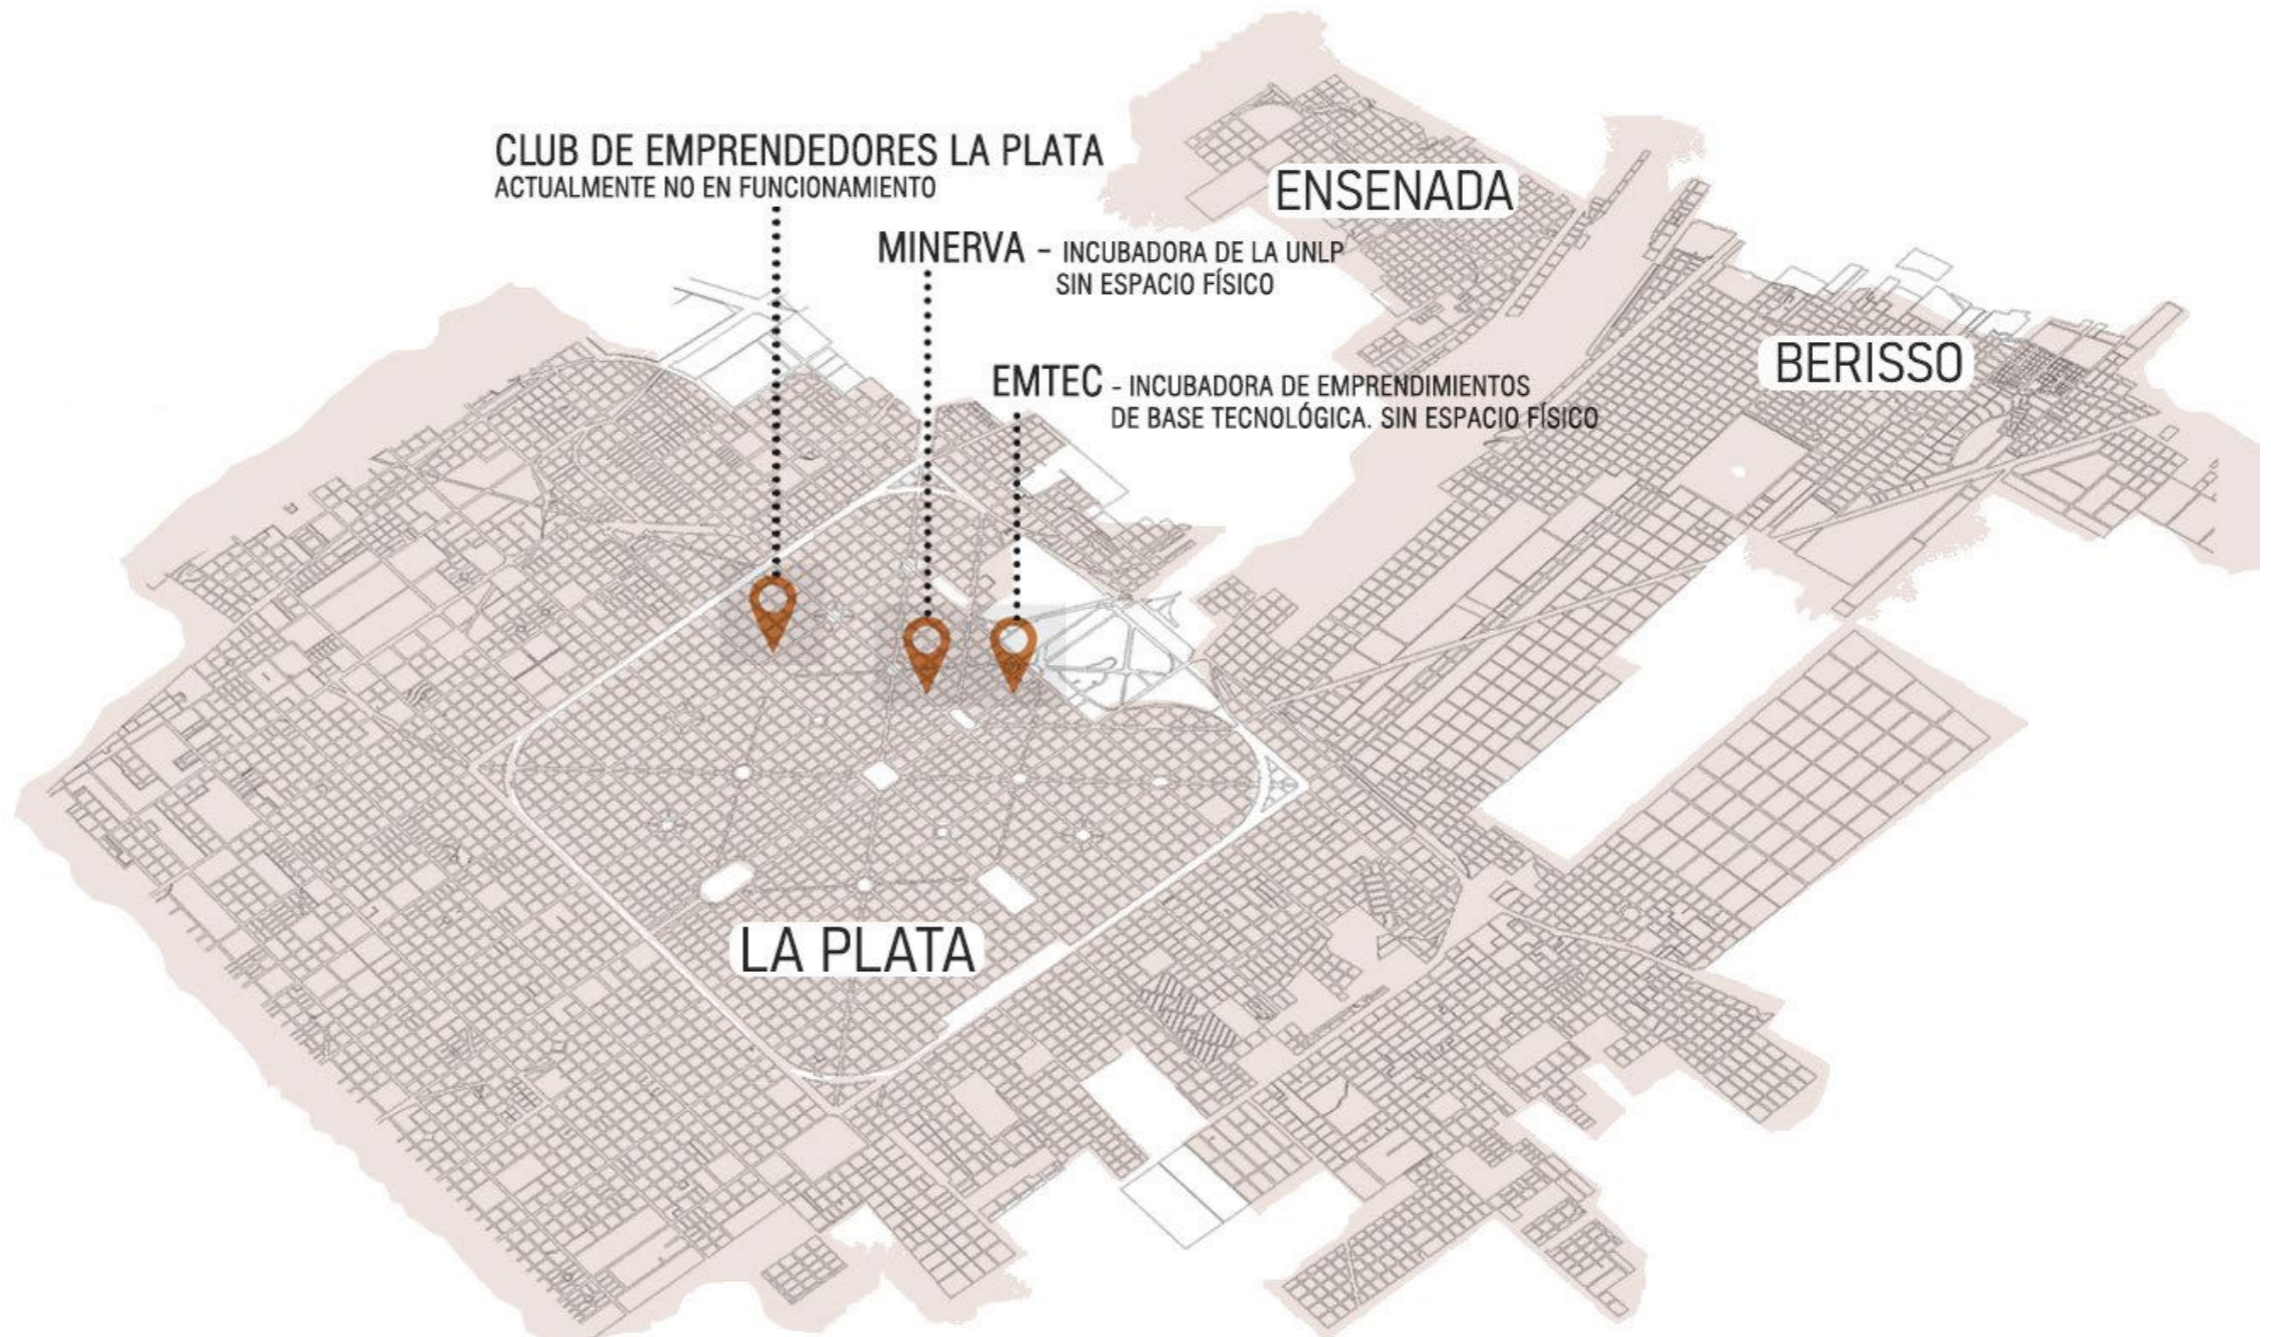 CLUB DE EMPRENDEDORES LA PLATA
ACTUALMENTE NO EN FUNCIONAMIENTO
ENSENADA
MINERVA - INCUBADORA DE LA UNLP
SIN ESPACIO FÍSICO
BERISSO
EMTEC - INCUBADORA DE EMPRENDIMIENTOS
DE BASE TECNOLÓGICA. SIN ESPACIO FÍSICO
LA PLATA